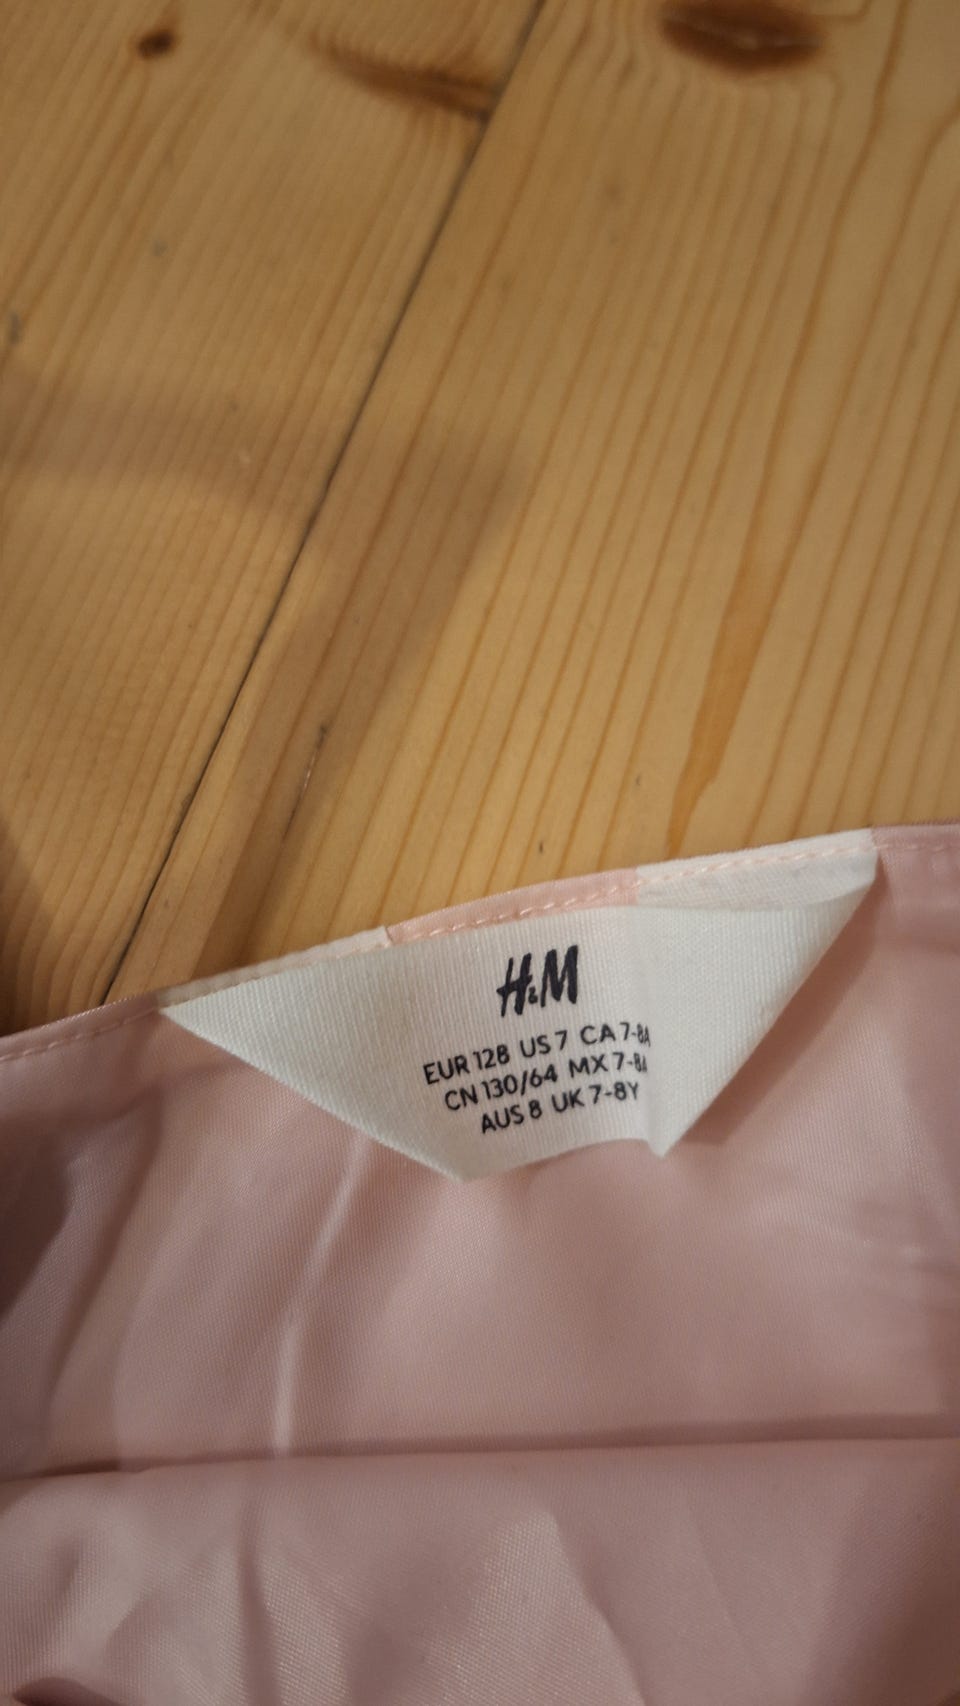 H&M
EUR 128 US 7 CA 7-8A
CN 130/64 MX 7-8A
AUS 8 UK 7-8Y